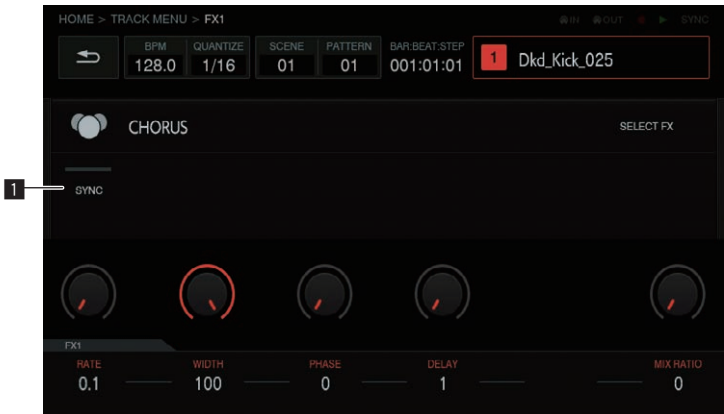 HOME > TRACK MENU > FX1 IN OUT SYNC
BPM QUANTIZE SCENE PATTERN BAR:BEAT:STEP
128.0 1/16 01 01 001:01:01 1 Dkd_Kick_025
CHORUS SELECT FX
1 SYNC
FX1
RATE WIDTH PHASE DELAY MIX RATIO
0.1 100 0 1 0